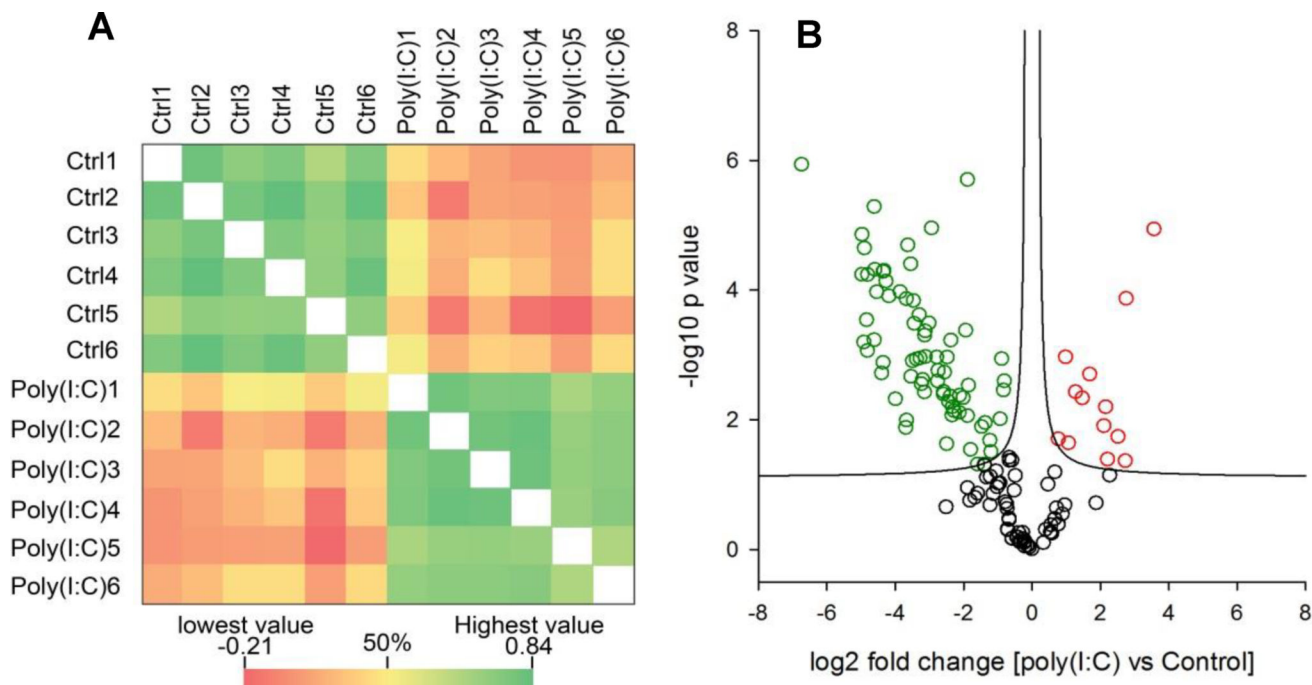 A
Ctrl1 Ctrl2 Ctrl3 Ctrl4 Ctrl5 Ctrl6 Poly(I:C)1 Poly(I:C)2 Poly(I:C)3 Poly(I:C)4 Poly(I:C)5 Poly(I:C)6
Ctrl1
Ctrl2
Ctrl3
Ctrl4
Ctrl5
Ctrl6
Poly(I:C)1
Poly(I:C)2
Poly(I:C)3
Poly(I:C)4
Poly(I:C)5
Poly(I:C)6
lowest value Highest value
-0.21 50% 0.84
B
-log10 p value
8
6
4
2
0
-8 -6 -4 -2 0 2 4 6 8
log2 fold change [poly(I:C) vs Control]